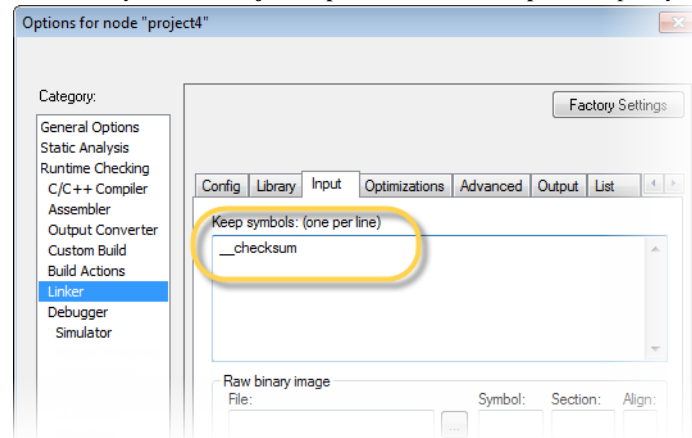 Options for node "project4"
Category:
Factory Settings
General Options
Static Analysis
Runtime Checking
C/C++ Compiler
Assembler
Output Converter
Custom Build
Build Actions
Linker
Debugger
Simulator
Config Library Input Optimizations Advanced Output List
Keep symbols: (one per line)
__checksum
Raw binary image
File: Symbol: Section: Align:
...